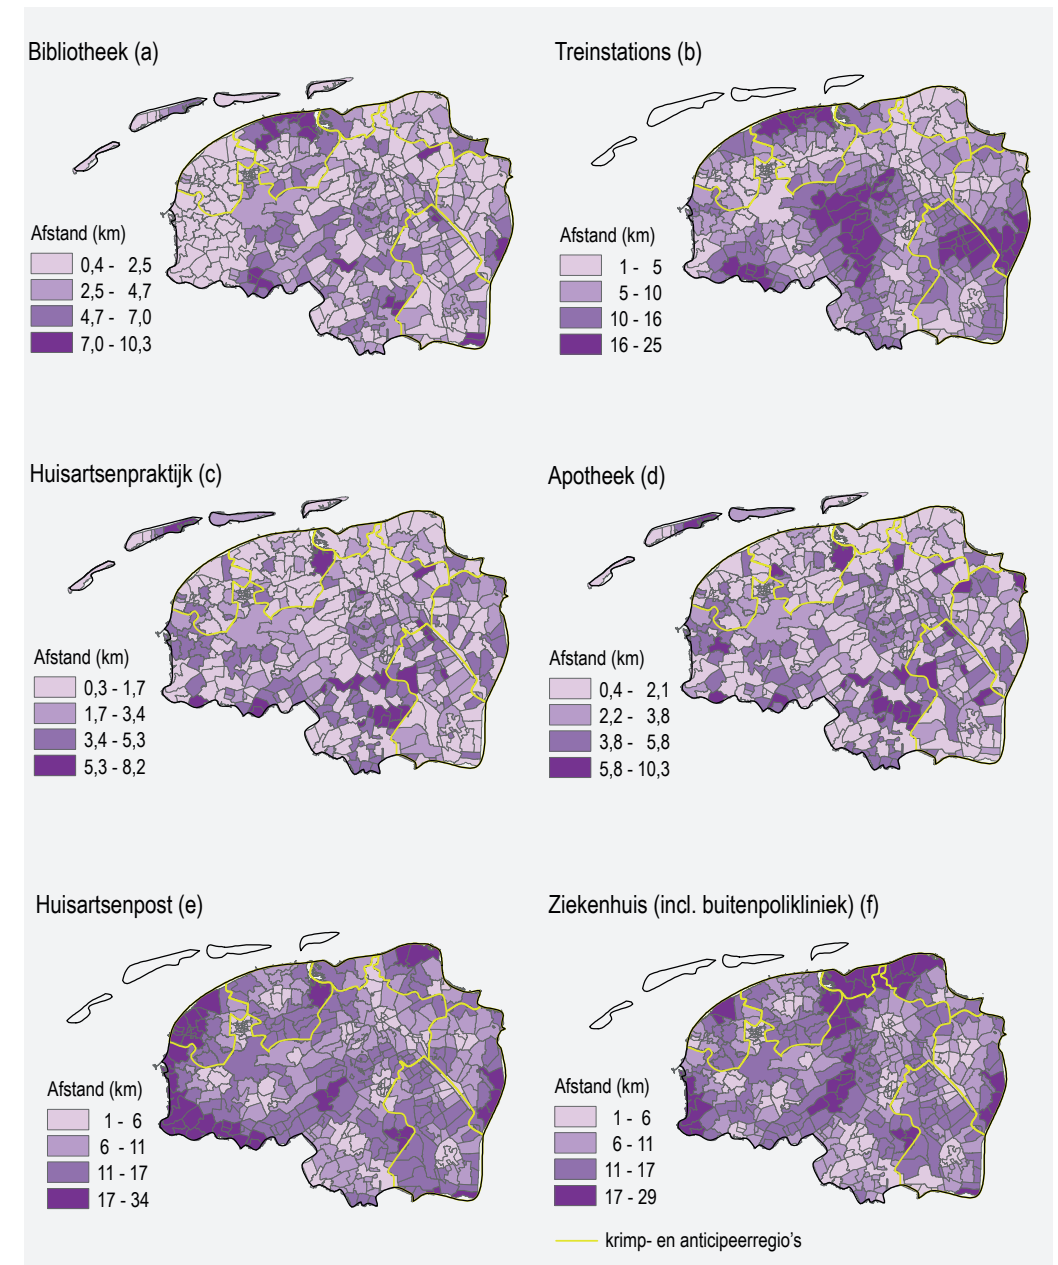 Bibliotheek (a)
Afstand (km)
0,4 - 2,5
2,5 - 4,7
4,7 - 7,0
7,0 - 10,3
Treinstations (b)
Afstand (km)
1 - 5
5 - 10
10 - 16
16 - 25
Huisartsenpraktijk (c)
Afstand (km)
0,3 - 1,7
1,7 - 3,4
3,4 - 5,3
5,3 - 8,2
Apotheek (d)
Afstand (km)
0,4 - 2,1
2,2 - 3,8
3,8 - 5,8
5,8 - 10,3
Huisartsenpost (e)
Afstand (km)
1 - 6
6 - 11
11 - 17
17 - 34
Ziekenhuis (incl. buitenpolikliniek) (f)
Afstand (km)
1 - 6
6 - 11
11 - 17
17 - 29
krimp- en anticipeerregio's